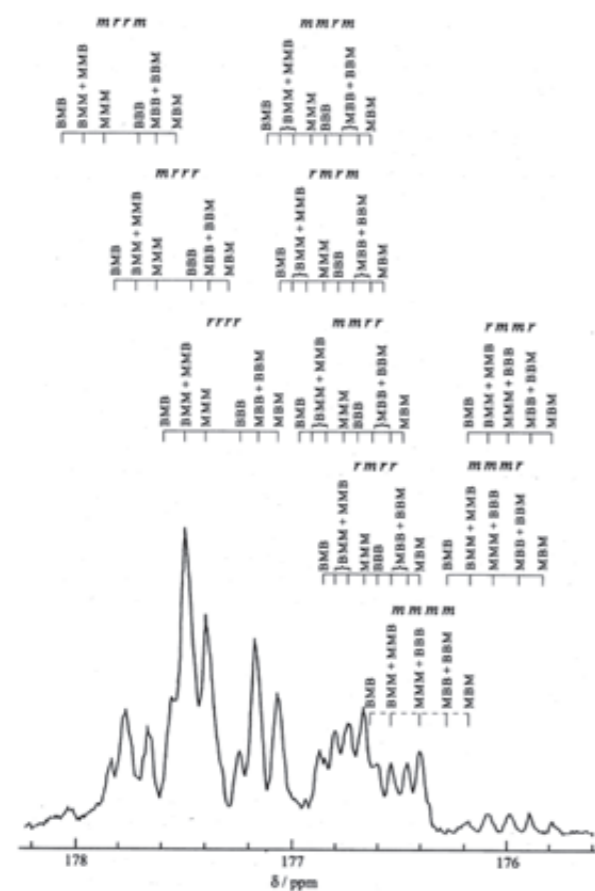 mrrm mmrm
BMB BMM + MMB MMM BBB MBB + BBM MBM BMB }BMM + MMB MMM BBB }MBB + BBM MBM
mrrr rmrm
BMB BMM + MMB MMM BBB MBB + BBM MBM BMB }BMM + MMB MMM BBB }MBB + BBM MBM
rrrr mmrr rmmr
BMB BMM + MMB MMM BBB MBB + BBM MBM BMB }BMM + MMB MMM BBB }MBB + BBM MBM BMB BMM + MMB MMM + BBB MBB + BBM MBM
rmrr mmmr
BMB }BMM + MMB MMM BBB }MBB + BBM MBM BMB BMM + MMB MMM + BBB MBB + BBM MBM
mmmm
BMB BMM + MMB MMM + BBB MBB + BBM MBM
178 177 176
δ / ppm